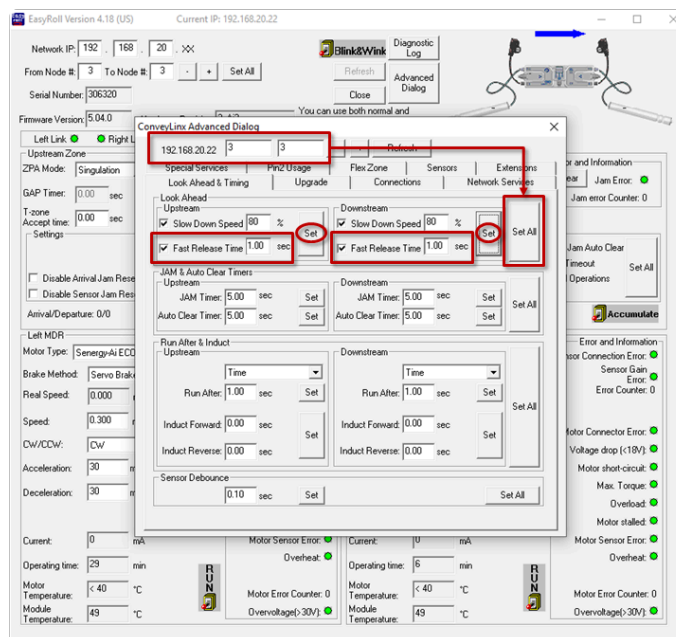 EasyRoll Version 4.18 (US) Current IP: 192.168.20.22
Network IP: 192 . 168 . 20 .
Blink&Wink
Diagnostic Log
From Node #: 3 To Node #: 3 - + Set All
Refresh
Advanced Dialog
Serial Number: 306320
Close
Firmware Version: 5.04.0
You can use both normal and
Left Link Right L
Upstream Zone
ZPA Mode: Singulation
GAP Timer: 0.00 sec
T-zone Accept time: 0.00 sec
Settings
Disable Arrival Jam Rese
Disable Sensor Jam Res
Arrival/Departure: 0/0
Left MDR
Motor Type: Senergy-Ai ECO
Brake Method: Servo Brak
Real Speed: 0.000
Speed: 0.300
CW/CCW: CW
Acceleration: 30
Deceleration: 30
ConveyLinx Advanced Dialog
192.168.20.22 3 3 Refresh
Special Services Pin2 Usage Flex Zone Sensors Extensions
Look Ahead & Timing Upgrade Connections Network Services
Look Ahead
Upstream
Slow Down Speed 80 %
Fast Release Time 1.00 sec
Set
Downstream
Slow Down Speed 80 %
Fast Release Time 1.00 sec
Set
Set All
JAM & Auto Clear Timers
Upstream
JAM Timer: 5.00 sec Set
Auto Clear Timer: 5.00 sec Set
Downstream
JAM Timer: 5.00 sec Set
Auto Clear Timer: 5.00 sec Set
Set All
Run After & Induct
Upstream
Time
Run After: 1.00 sec Set
Induct Forward: 0.00 sec
Induct Reverse: 0.00 sec
Set
Downstream
Time
Run After: 1.00 sec Set
Induct Forward: 0.00 sec
Induct Reverse: 0.00 sec
Set
Set All
Sensor Debounce
0.10 sec Set Set All
or and Information
ear Jam Error:
Jam error Counter: 0
Jam Auto Clear
Timeout
Operations
Set All
Accumulate
Error and Information
nsor Connection Error:
Sensor Gain Error:
Error Counter: 0
Motor Connector Error:
Voltage drop (<18V):
Motor short-circuit:
Max. Torque:
Overload:
Motor stalled:
Motor Sensor Error:
Overheat:
Motor Error Counter: 0
Overvoltage(>30V):
Current: 0 mA
Operating time: 29 min
Motor Temperature: < 40 °C
Module Temperature: 49 °C
RUN
Motor Sensor Error:
Overheat:
Motor Error Counter: 0
Overvoltage(>30V):
Current: 0 mA
Operating time: 6 min
Motor Temperature: < 40 °C
Module Temperature: 49 °C
RUN